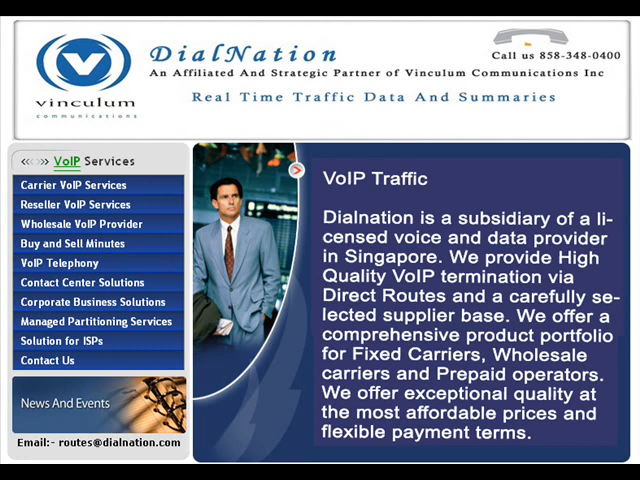 DialNation
Call us 858-348-0400
An Affiliated And Strategic Partner of Vinculum Communications Inc
vinculum
communications
Real Time Traffic Data And Summaries
VoIP Services
Carrier VoIP Services
Reseller VoIP Services
Wholesale VoIP Provider
Buy and Sell Minutes
VoIP Telephony
Contact Center Solutions
Corporate Business Solutions
Managed Partitioning Services
Solution for ISPs
Contact Us
News And Events
Email:- routes@dialnation.com
VoIP Traffic
Dialnation is a subsidiary of a li-
censed voice and data provider
in Singapore. We provide High
Quality VoIP termination via
Direct Routes and a carefully se-
lected supplier base. We offer a
comprehensive product portfolio
for Fixed Carriers, Wholesale
carriers and Prepaid operators.
We offer exceptional quality at
the most affordable prices and
flexible payment terms.